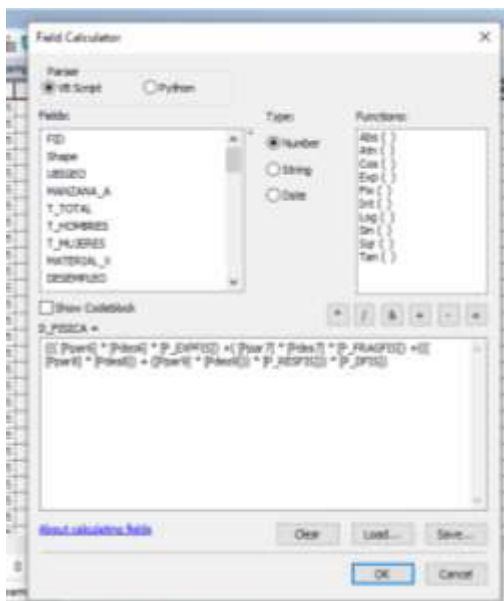 Field Calculator
Parser
VB Script Python
Fields:
Type:
Functions:
FID
Shape
UBIGEO
MANZANA_A
T_TOTAL
T_HOMBRES
T_MUJERES
MATERIAL_V
DESEMPLEO
Number
String
Date
Abs ( )
Atn ( )
Cos ( )
Exp ( )
Fix ( )
Int ( )
Log ( )
Sin ( )
Sqr ( )
Tan ( )
Show Codeblock
* / & + - =
About calculating fields
Clear Load... Save...
OK Cancel